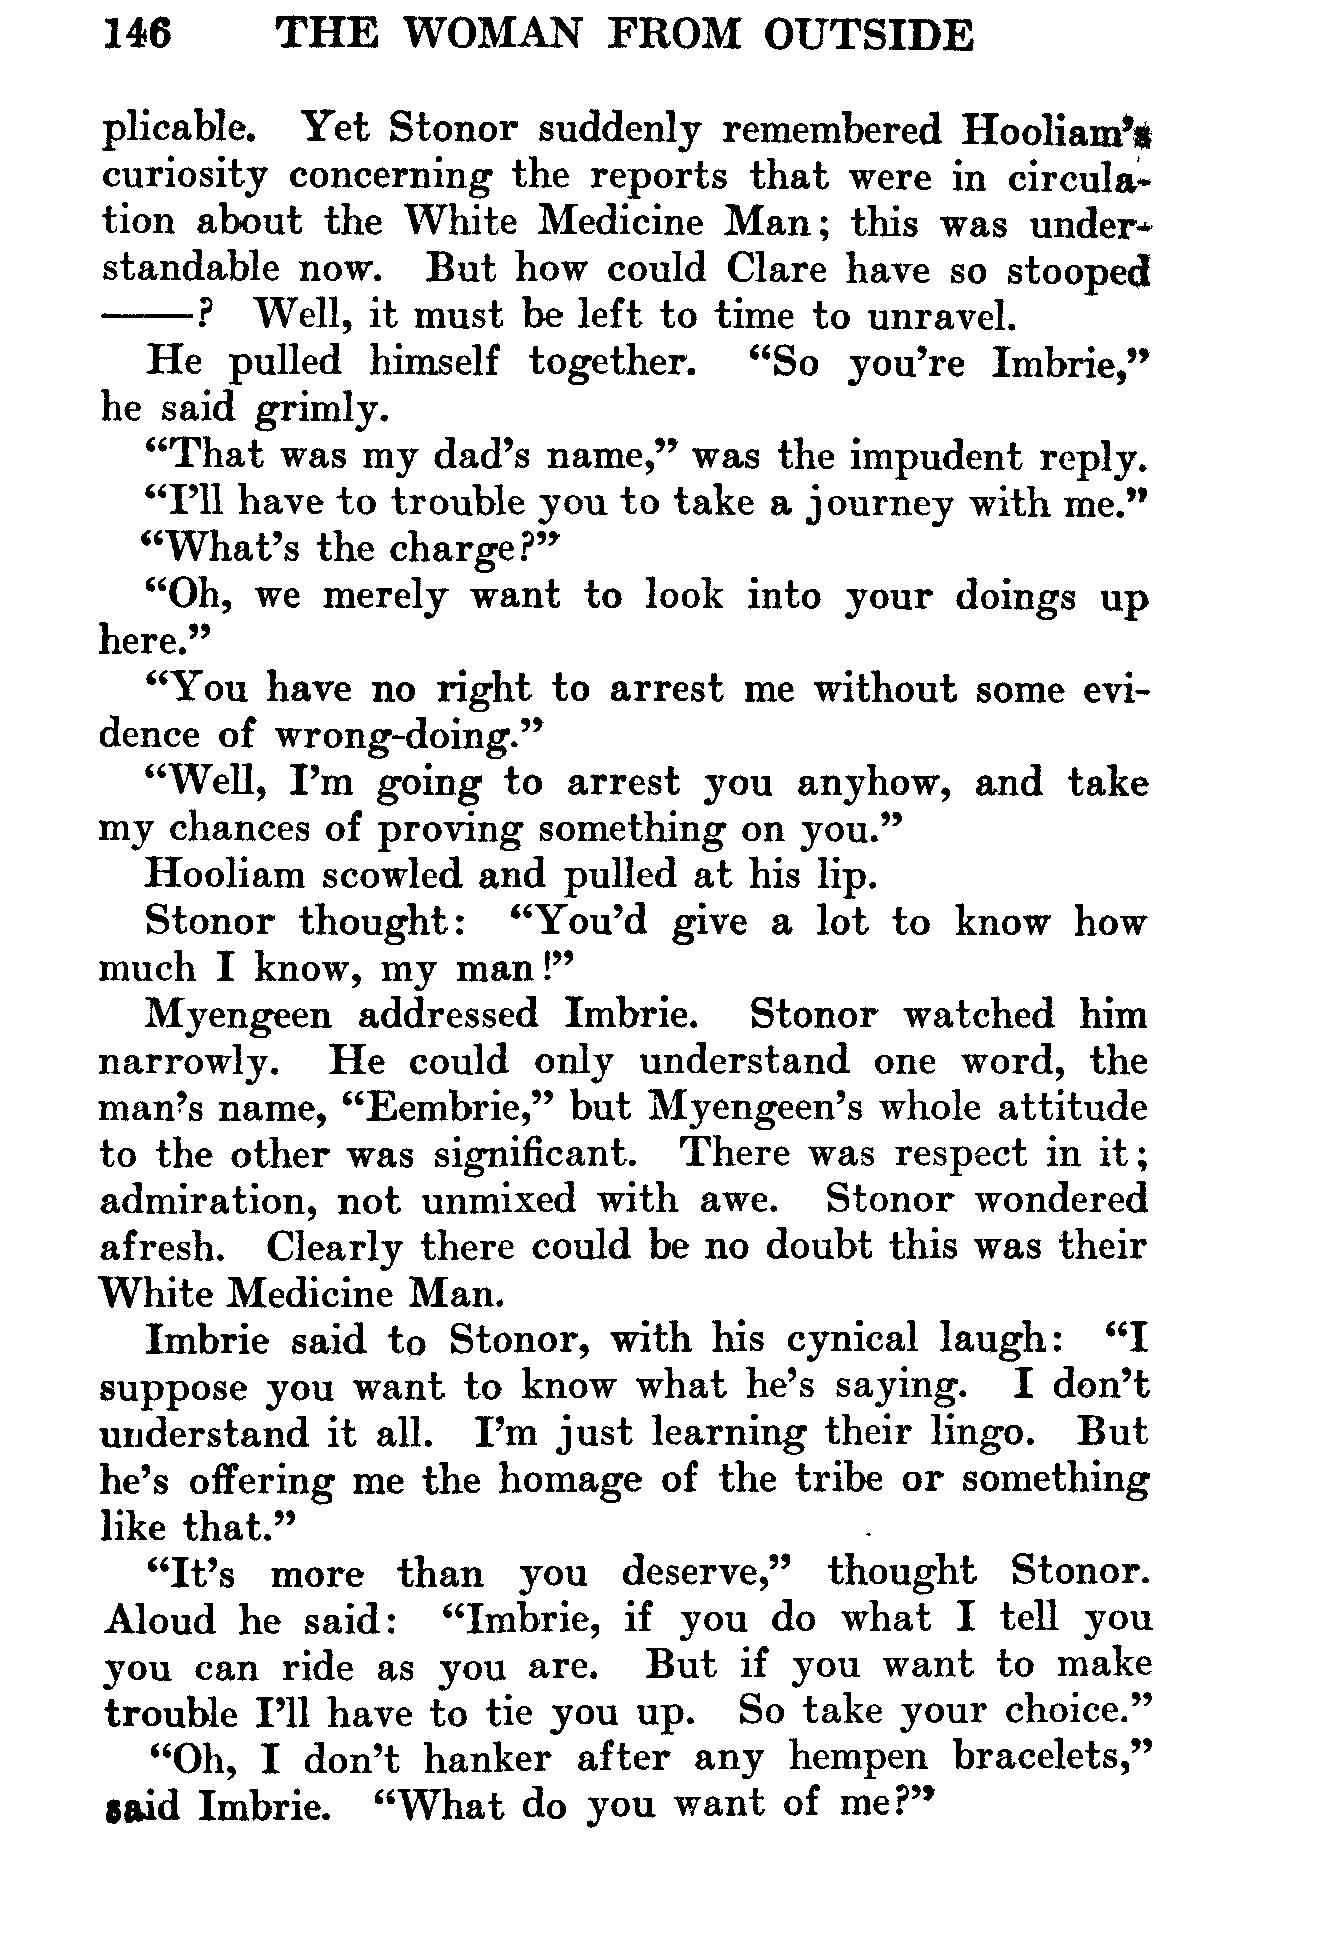 146 THE WOMAN FROM OUTSIDE
plicable. Yet Stonor suddenly remembered Hooliam's
curiosity concerning the reports that were in circula-
tion about the White Medicine Man; this was under-
standable now. But how could Clare have so stooped
——? Well, it must be left to time to unravel.
He pulled himself together. “So you're Imbrie,”
he said grimly.
“That was my dad's name,” was the impudent reply.
“I'll have to trouble you to take a journey with me.”
“What's the charge?”
“Oh, we merely want to look into your doings up
here.”
“You have no right to arrest me without some evi-
dence of wrong-doing.”
“Well, I'm going to arrest you anyhow, and take
my chances of proving something on you.”
Hooliam scowled and pulled at his lip.
Stonor thought: “You'd give a lot to know how
much I know, my man!”
Myengeen addressed Imbrie. Stonor watched him
narrowly. He could only understand one word, the
man's name, “Eembrie,” but Myengeen's whole attitude
to the other was significant. There was respect in it;
admiration, not unmixed with awe. Stonor wondered
afresh. Clearly there could be no doubt this was their
White Medicine Man.
Imbrie said to Stonor, with his cynical laugh: “I
suppose you want to know what he's saying. I don't
understand it all. I'm just learning their lingo. But
he's offering me the homage of the tribe or something
like that.”
“It's more than you deserve,” thought Stonor.
Aloud he said: “Imbrie, if you do what I tell you
you can ride as you are. But if you want to make
trouble I'll have to tie you up. So take your choice.”
“Oh, I don't hanker after any hempen bracelets,”
said Imbrie. “What do you want of me?”